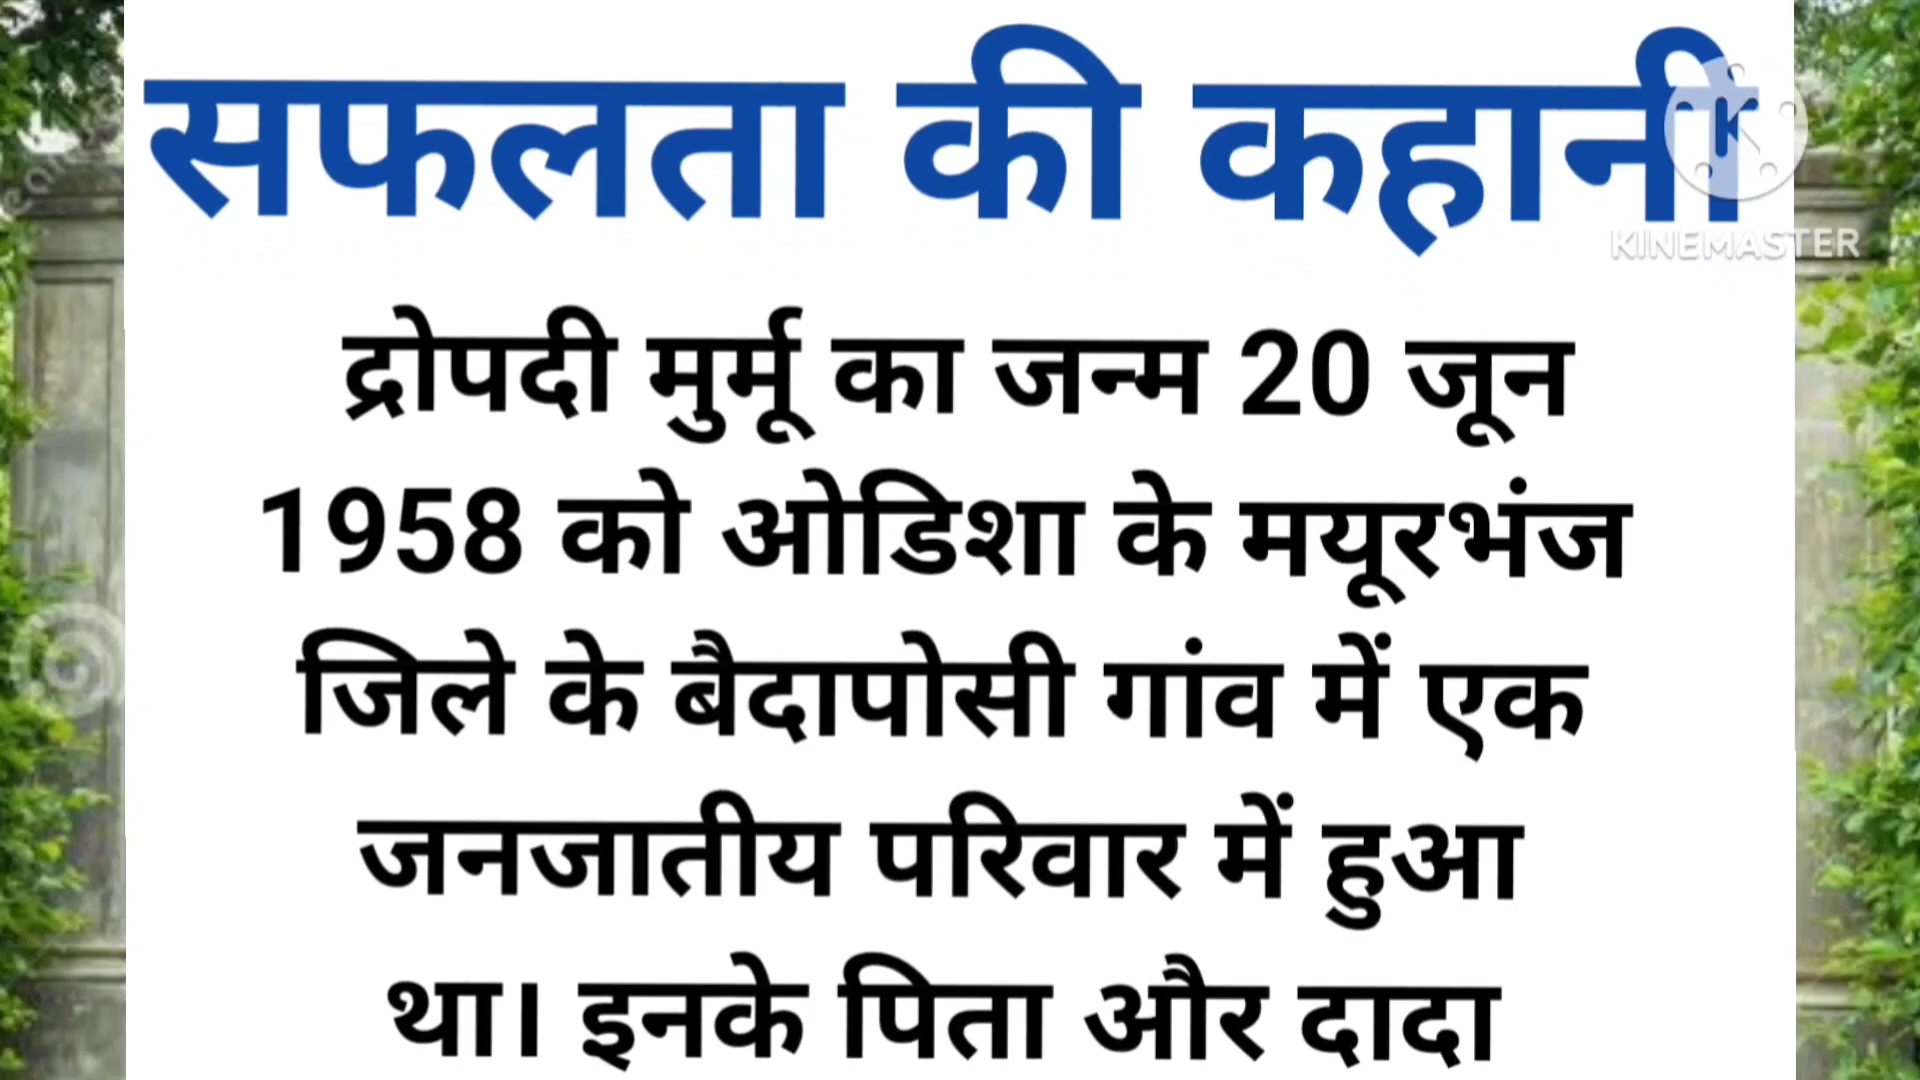 सफलता की कहानी
KINEMASTER
द्रोपदी मुर्मू का जन्म 20 जून
1958 को ओडिशा के मयूरभंज
जिले के बैदापोसी गांव में एक
जनजातीय परिवार में हुआ
था। इनके पिता और दादा